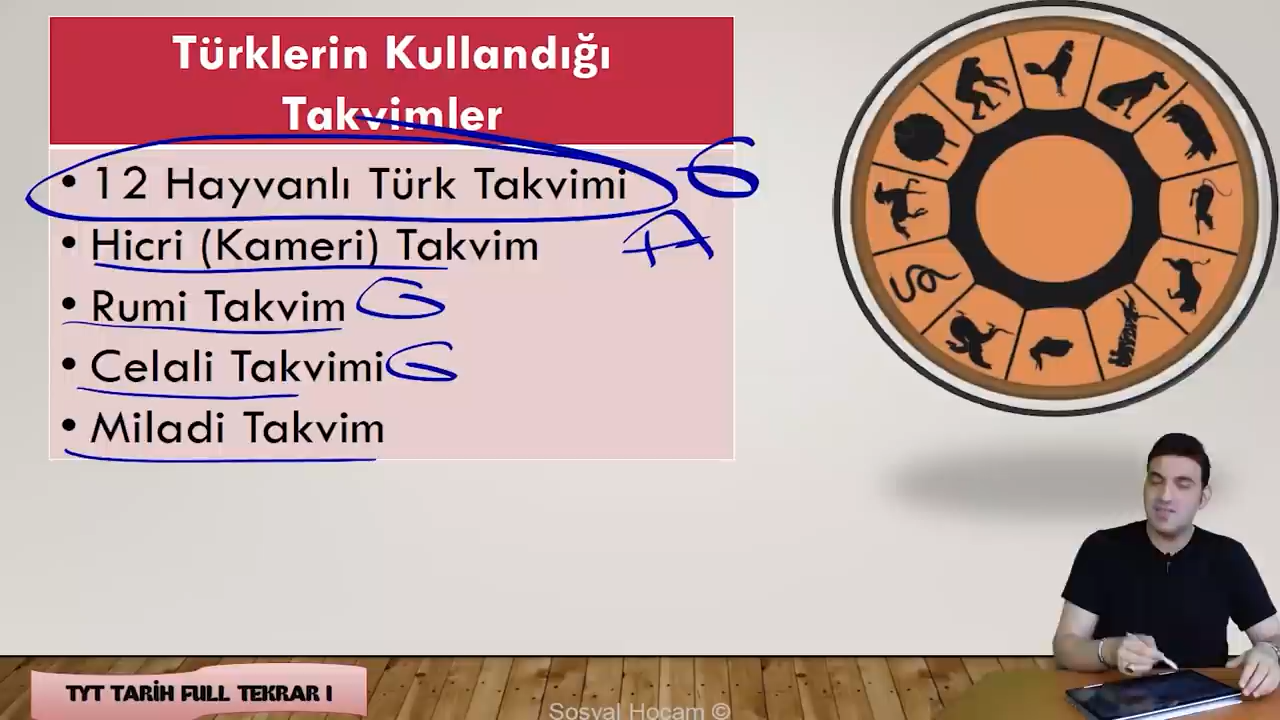 Türklerin Kullandığı
Takvimler
• 12 Hayvanlı Türk Takvimi G
• Hicri (Kameri) Takvim A
• Rumi Takvim G
• Celali Takvimi G
• Miladi Takvim
TYT TARİH FULL TEKRAR I
Sosyal Hocam ©